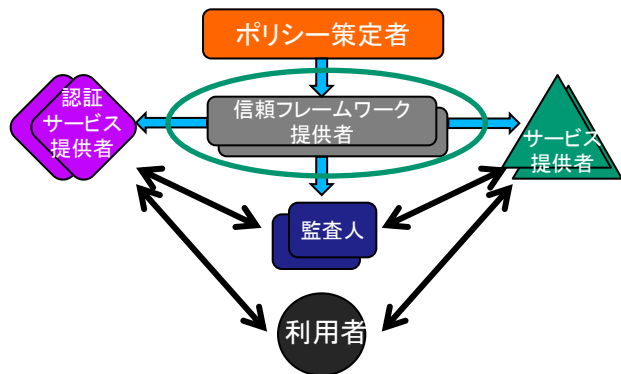 ポリシー策定者
認証
サービス
提供者
信頼フレームワーク
提供者
サービス
提供者
監査人
利用者